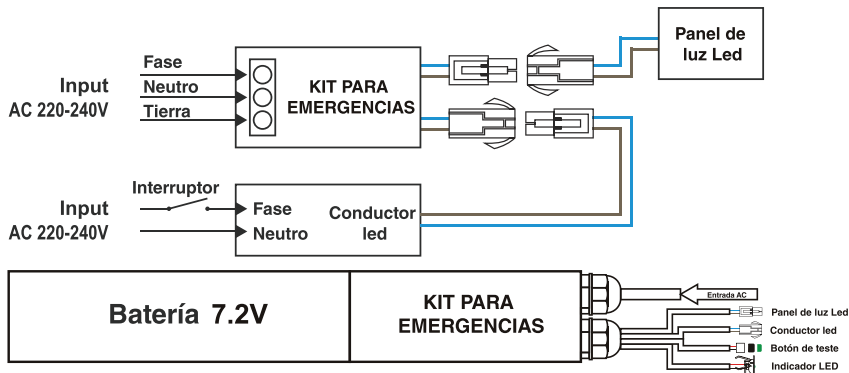 Panel de
luz Led
Input
AC 220-240V
Fase
Neutro
Tierra
KIT PARA
EMERGENCIAS
Input
AC 220-240V
Interruptor
Fase
Neutro
Conductor
led
Batería 7.2V
KIT PARA
EMERGENCIAS
Entrada AC
Panel de luz Led
Conductor led
Botón de teste
Indicador LED